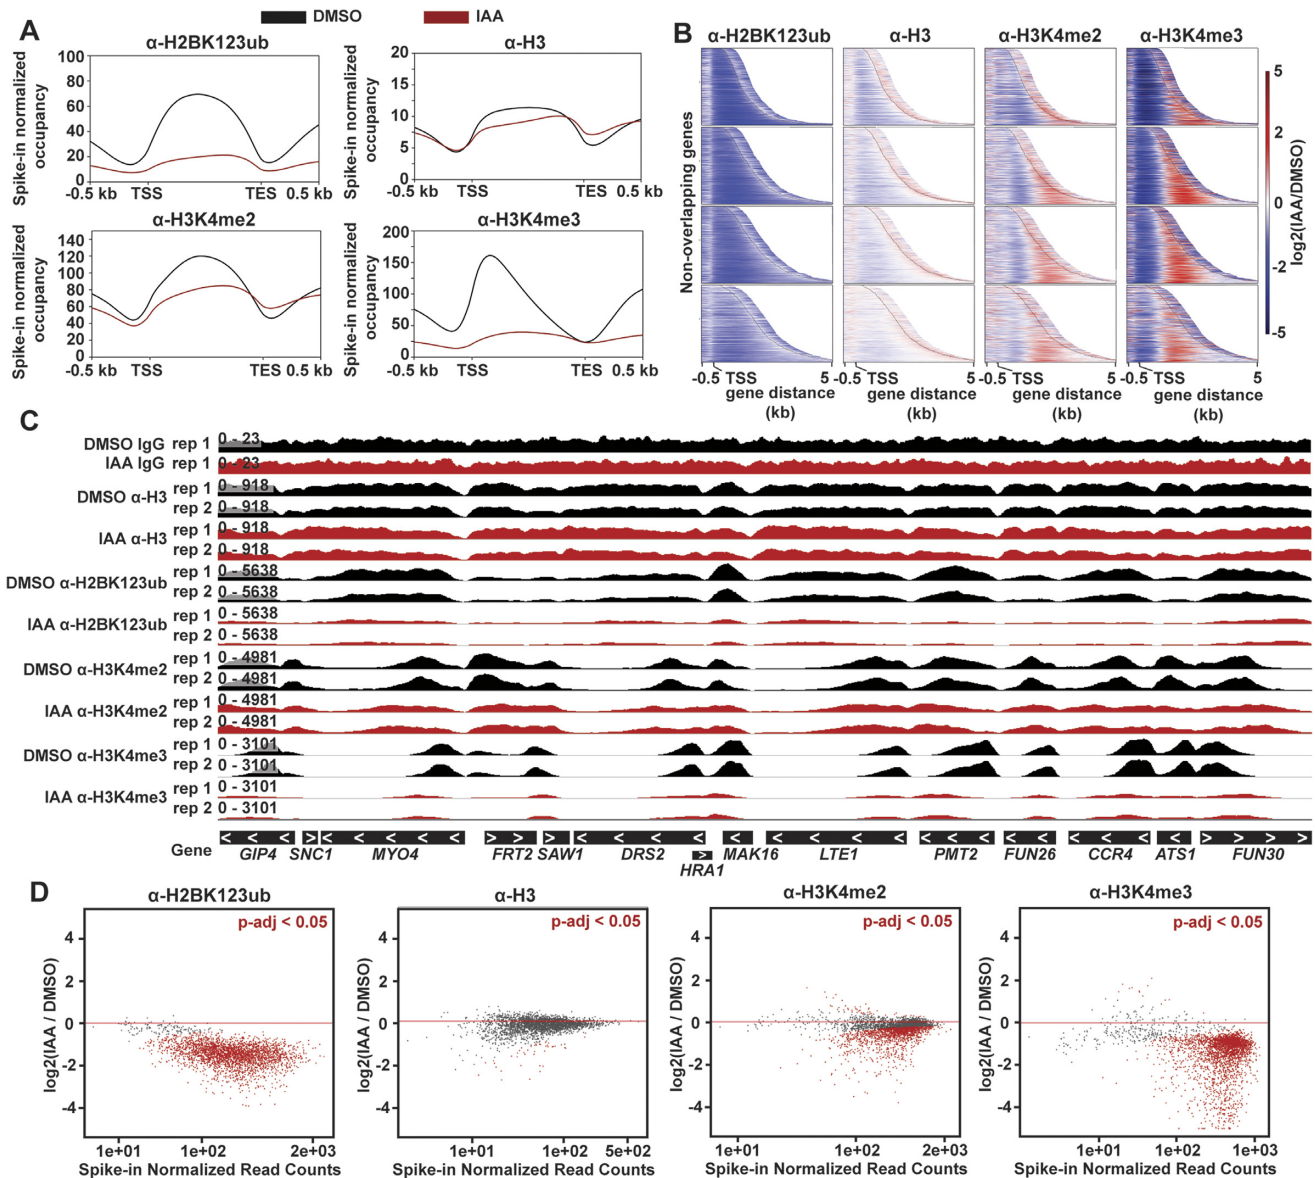 A
DMSO
IAA
α-H2BK123ub
Spike-in normalized
occupancy
100
80
60
40
20
0
-0.5 kb
TSS
TES
0.5 kb
α-H3
Spike-in normalized
occupancy
20
15
10
5
0
-0.5 kb
TSS
TES
0.5 kb
α-H3K4me2
Spike-in normalized
occupancy
140
120
100
80
60
40
20
0
-0.5 kb
TSS
TES
0.5 kb
α-H3K4me3
Spike-in normalized
occupancy
200
150
100
50
0
-0.5 kb
TSS
TES
0.5 kb
B
α-H2BK123ub
α-H3
α-H3K4me2
α-H3K4me3
Non-overlapping genes
-0.5
TSS
5
-0.5
TSS
5
-0.5
TSS
5
-0.5
TSS
5
gene distance
(kb)
gene distance
(kb)
gene distance
(kb)
gene distance
(kb)
5
2
0
-2
-5
log2(IAA/DMSO)
C
DMSO IgG rep 1 0 - 23
IAA IgG rep 1 0 - 23
DMSO α-H3
rep 1 0 - 918
rep 2 0 - 918
IAA α-H3
rep 1 0 - 918
rep 2 0 - 918
DMSO α-H2BK123ub
rep 1 0 - 5638
rep 2 0 - 5638
IAA α-H2BK123ub
rep 1 0 - 5638
rep 2 0 - 5638
DMSO α-H3K4me2
rep 1 0 - 4981
rep 2 0 - 4981
IAA α-H3K4me2
rep 1 0 - 4981
rep 2 0 - 4981
DMSO α-H3K4me3
rep 1 0 - 3101
rep 2 0 - 3101
IAA α-H3K4me3
rep 1 0 - 3101
rep 2 0 - 3101
Gene
GIP4 SNC1 MYO4 FRT2 SAW1 DRS2 HRA1 MAK16 LTE1 PMT2 FUN26 CCR4 ATS1 FUN30
D
α-H2BK123ub
p-adj < 0.05
log2(IAA / DMSO)
4
2
0
-2
-4
1e+01
1e+02
2e+03
Spike-in Normalized Read Counts
α-H3
p-adj < 0.05
log2(IAA / DMSO)
4
2
0
-2
-4
1e+01
1e+02
5e+02
Spike-in Normalized Read Counts
α-H3K4me2
p-adj < 0.05
log2(IAA / DMSO)
4
2
0
-2
-4
1e+01
1e+02
2e+03
Spike-in Normalized Read Counts
α-H3K4me3
p-adj < 0.05
log2(IAA / DMSO)
4
2
0
-2
-4
1e+01
1e+02
1e+03
Spike-in Normalized Read Counts